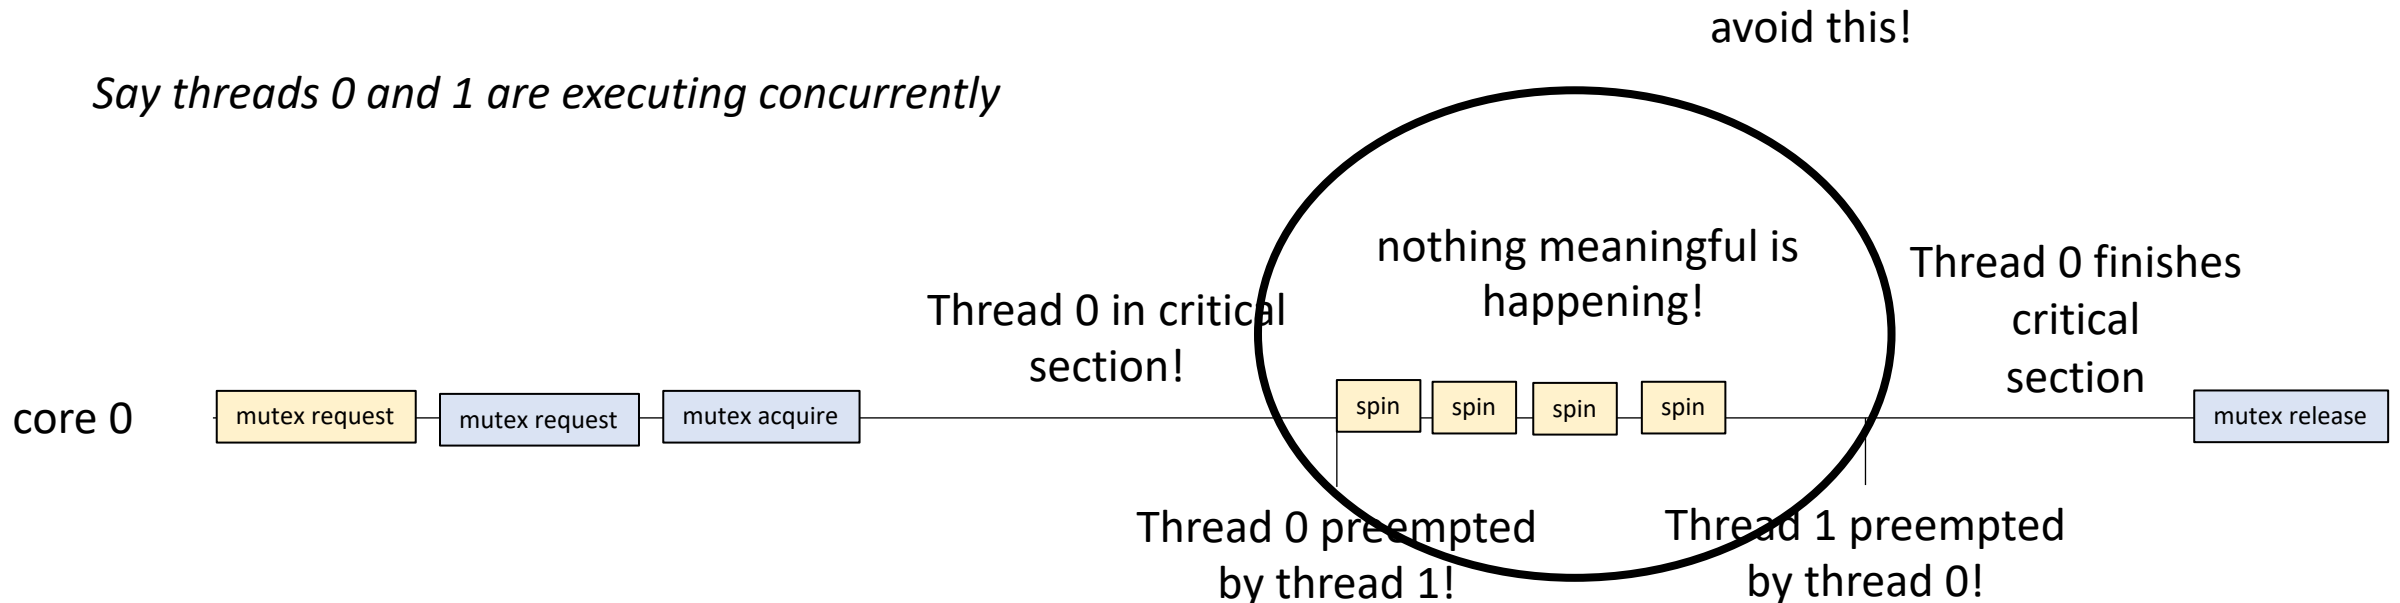 avoid this!
Say threads 0 and 1 are executing concurrently
nothing meaningful is
happening!
Thread 0 in critical
section!
Thread 0 finishes
critical
section
core 0
mutex request
mutex request
mutex acquire
spin
spin
spin
spin
mutex release
Thread 0 preempted
by thread 1!
Thread 1 preempted
by thread 0!